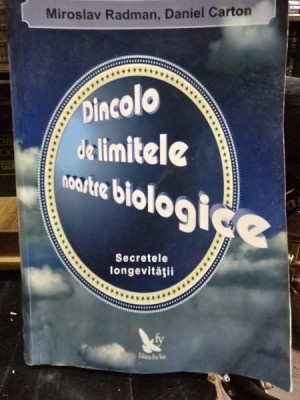 Miroslav Radman, Daniel Carton
Dincolo
de limitele
noastre biologice
Secretele
longevității
fy
Editura For You